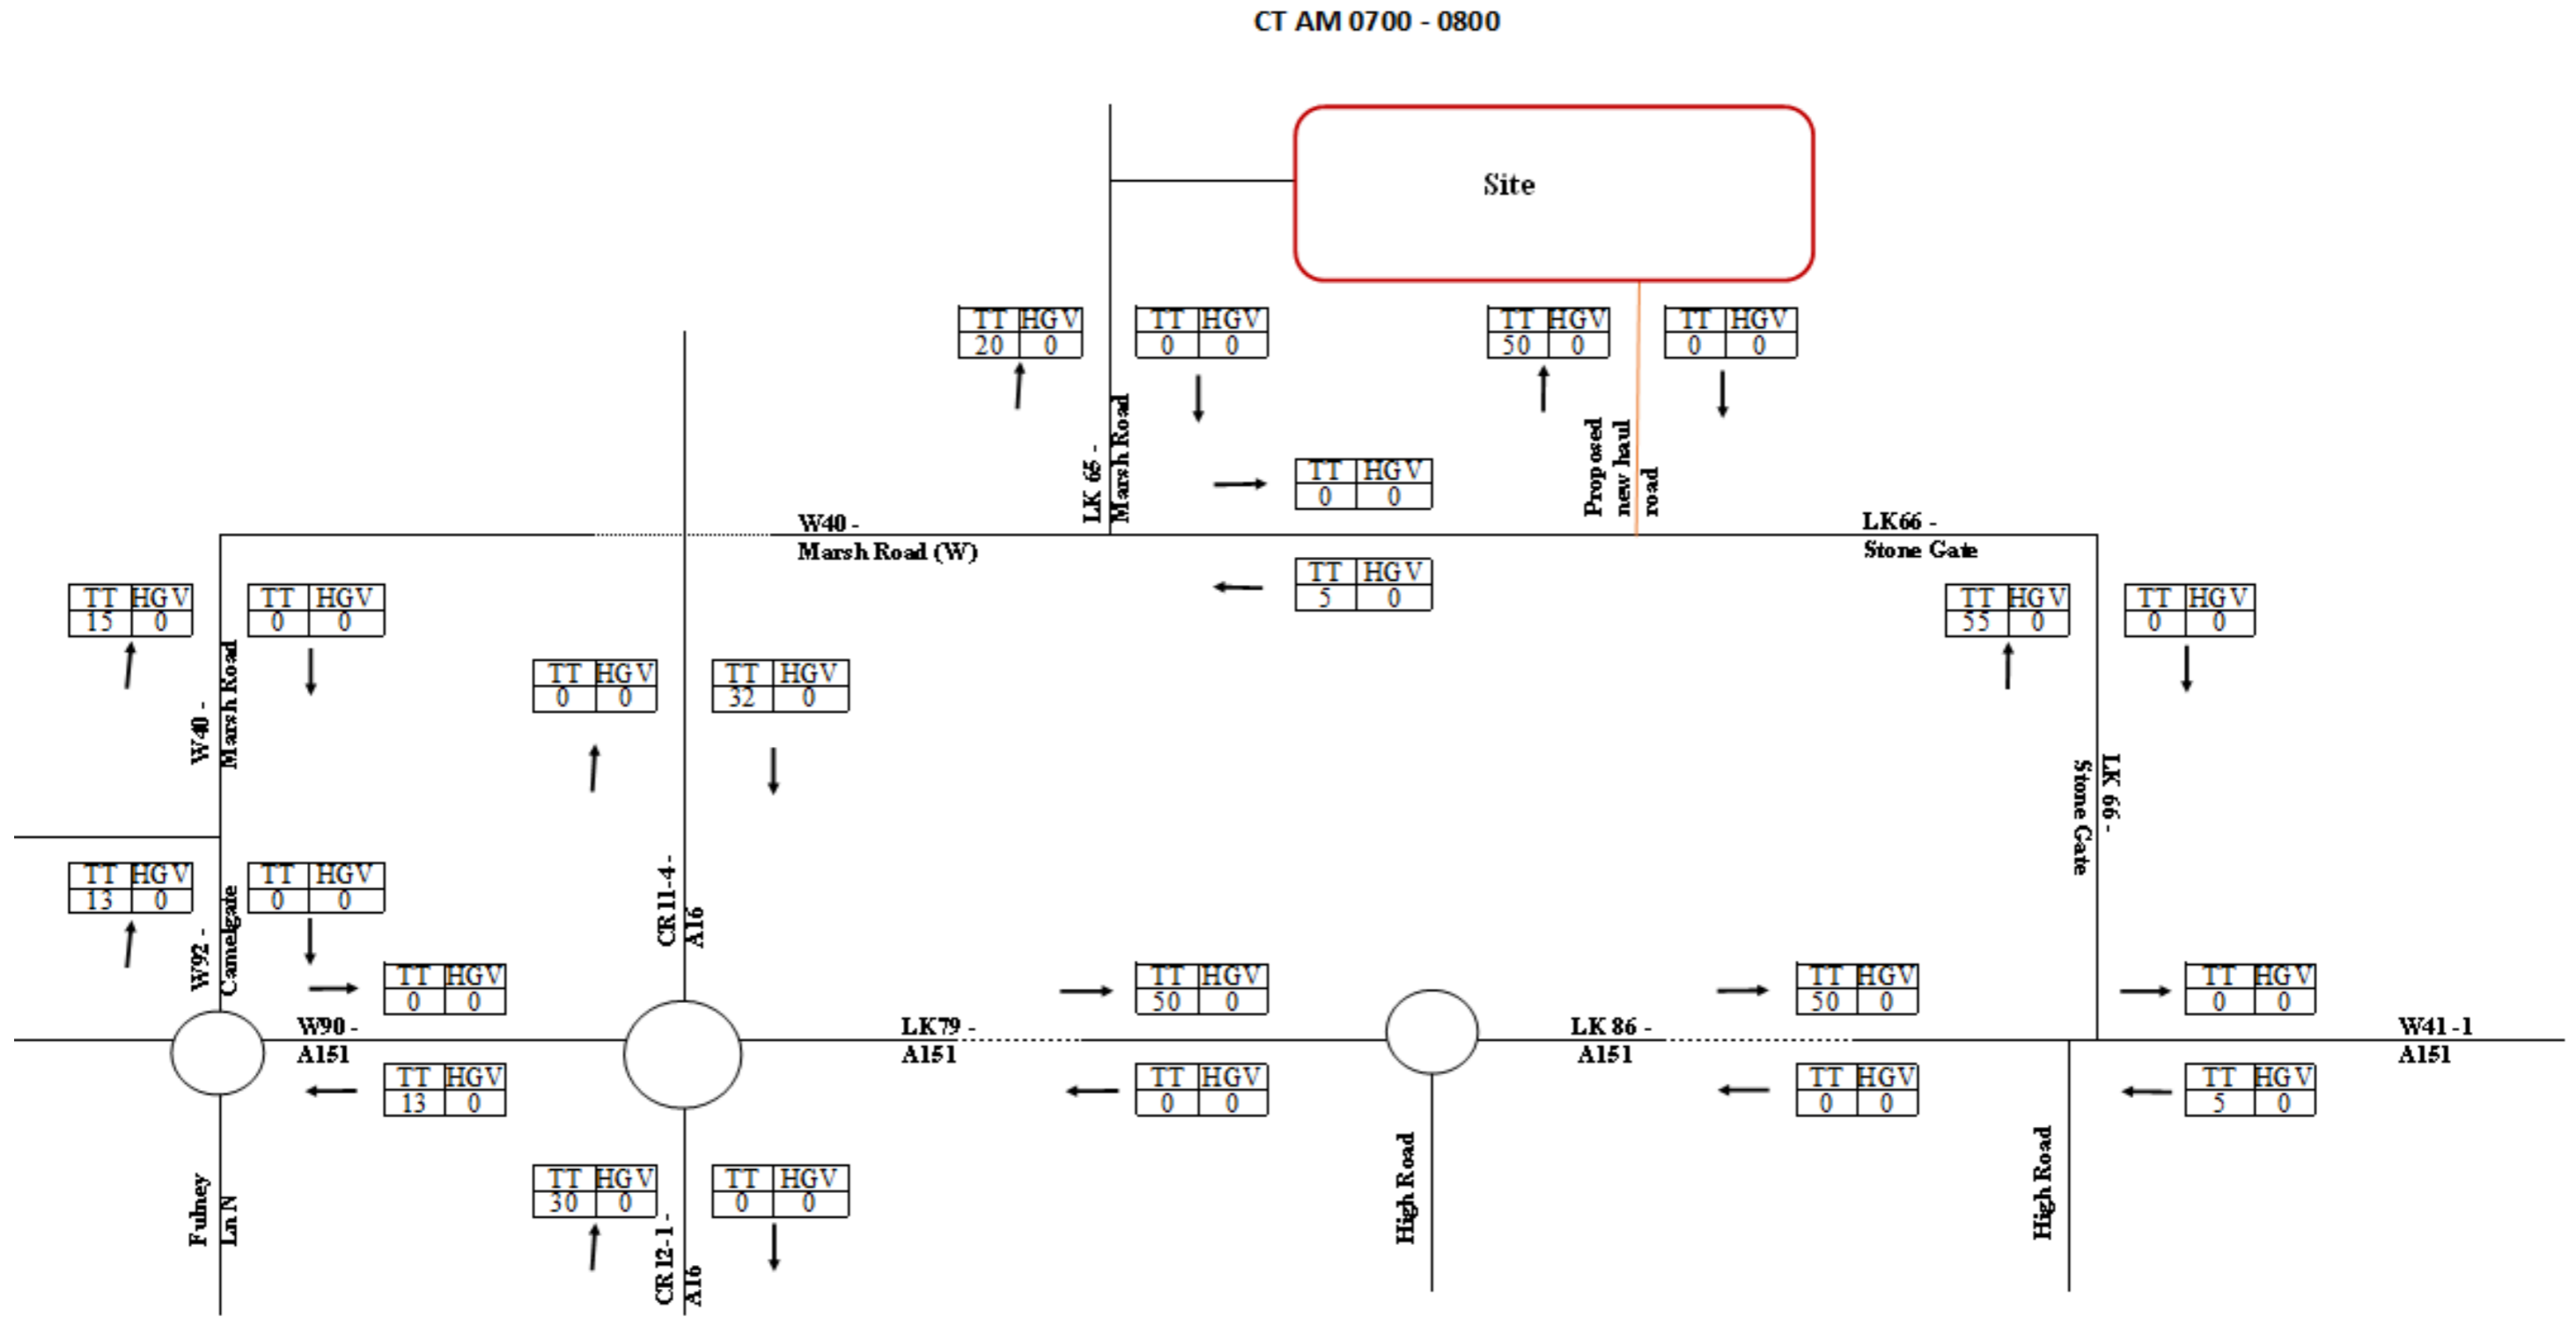 CT AM 0700 - 0800
Site
TT HGV
20 0
TT HGV
0 0
TT HGV
50 0
TT HGV
0 0
LK 65 -
Marsh Road
Proposed
new haul
road
TT HGV
0 0
W40 -
Marsh Road (W)
LK66 -
Stone Gate
TT HGV
5 0
TT HGV
15 0
TT HGV
0 0
TT HGV
55 0
TT HGV
0 0
W40 -
Marsh Road
TT HGV
0 0
TT HGV
32 0
LK 66 -
Stone Gate
TT HGV
13 0
TT HGV
0 0
W92 -
Camelgate
CR11-4 -
A16
TT HGV
0 0
TT HGV
50 0
TT HGV
50 0
TT HGV
0 0
W90 -
A151
LK79 -
A151
LK 86 -
A151
W41-1
A151
TT HGV
13 0
TT HGV
0 0
TT HGV
0 0
TT HGV
5 0
Fulney
Ln N
TT HGV
30 0
TT HGV
0 0
CR12-1 -
A16
High Road
High Road